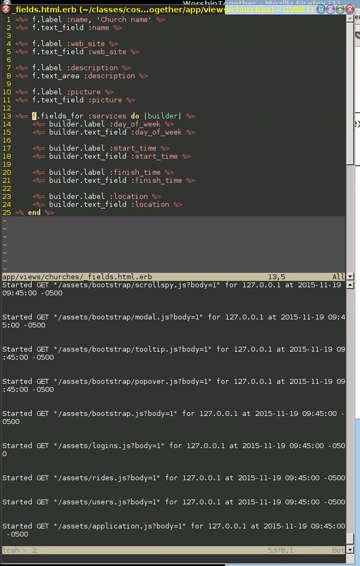 _fields.html.erb (~/classes/cos...ogether/app/views
1 <%= f.label :name, 'Church name' %>
2 <%= f.text_field :name %>
3
4 <%= f.label :web_site %>
5 <%= f.text_field :web_site %>
6
7 <%= f.label :description %>
8 <%= f.text_area :description %>
9
10 <%= f.label :picture %>
11 <%= f.text_field :picture %>
12
13 <%= f.fields_for :services do |builder| %>
14 <%= builder.label :day_of_week %>
15 <%= builder.text_field :day_of_week %>
16
17 <%= builder.label :start_time %>
18 <%= builder.text_field :start_time %>
19
20 <%= builder.label :finish_time %>
21 <%= builder.text_field :finish_time %>
22
23 <%= builder.label :location %>
24 <%= builder.text_field :location %>
25 <% end %>
~
~
~
~
~
~
~
app/views/churches/_fields.html.erb 13,5 All
Started GET "/assets/bootstrap/scrollspy.js?body=1" for 127.0.0.1 at 2015-11-19
09:45:00 -0500
Started GET "/assets/bootstrap/modal.js?body=1" for 127.0.0.1 at 2015-11-19 09:4
5:00 -0500
Started GET "/assets/bootstrap/tooltip.js?body=1" for 127.0.0.1 at 2015-11-19 09
:45:00 -0500
Started GET "/assets/bootstrap/popover.js?body=1" for 127.0.0.1 at 2015-11-19 09
:45:00 -0500
Started GET "/assets/bootstrap.js?body=1" for 127.0.0.1 at 2015-11-19 09:45:00 -
0500
Started GET "/assets/logins.js?body=1" for 127.0.0.1 at 2015-11-19 09:45:00 -050
0
Started GET "/assets/rides.js?body=1" for 127.0.0.1 at 2015-11-19 09:45:00 -0500
Started GET "/assets/users.js?body=1" for 127.0.0.1 at 2015-11-19 09:45:00 -0500
Started GET "/assets/application.js?body=1" for 127.0.0.1 at 2015-11-19 09:45:00
-0500
tcsh - 2 Bot